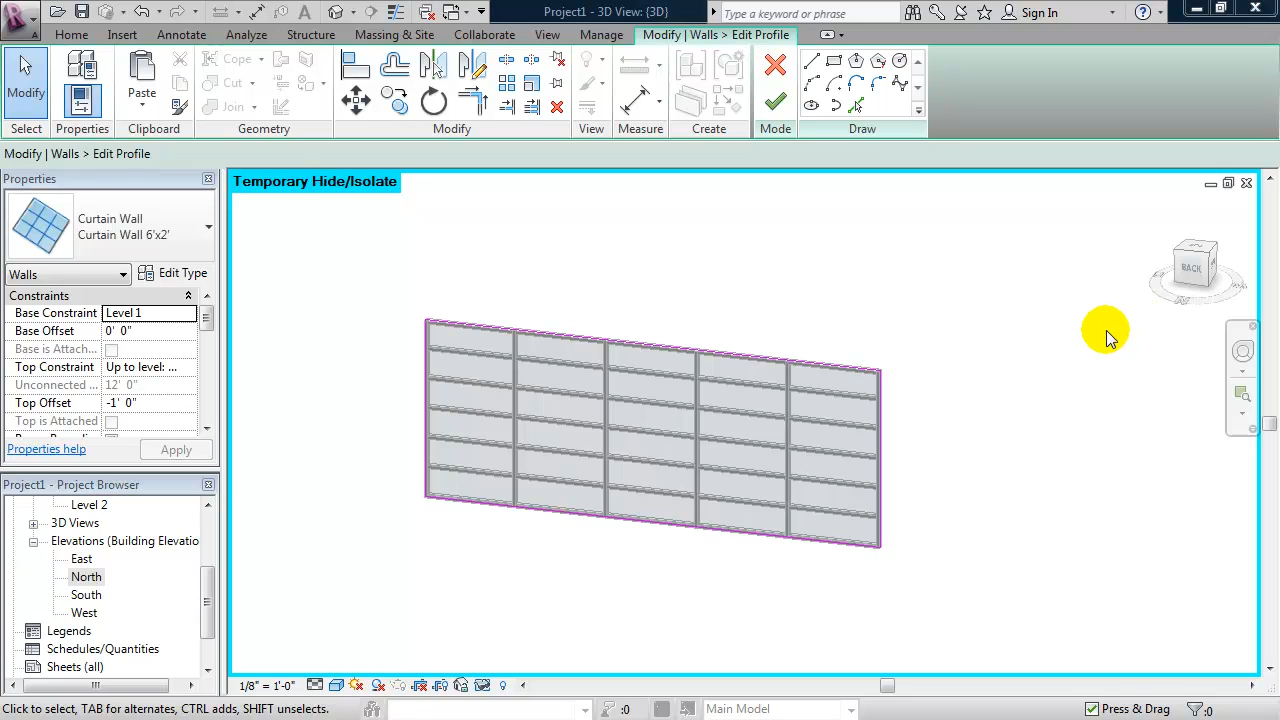 Project1 - 3D View: {3D}
Type a keyword or phrase
Sign In
Home
Insert
Annotate
Analyze
Structure
Massing & Site
Collaborate
View
Manage
Modify | Walls > Edit Profile
Modify
Paste
Cope
Cut
Join
Select
Properties
Clipboard
Geometry
Modify
View
Measure
Create
Mode
Draw
Modify | Walls > Edit Profile
Properties
Curtain Wall
Curtain Wall 6'x2'
Walls
Edit Type
Constraints
Base Constraint
Level 1
Base Offset
0' 0"
Base is Attach...
Top Constraint
Up to level: ...
Unconnected ...
12' 0"
Top Offset
-1' 0"
Top is Attached
Properties help
Apply
Project1 - Project Browser
Level 2
3D Views
Elevations (Building Elevatio
East
North
South
West
Legends
Schedules/Quantities
Sheets (all)
Temporary Hide/Isolate
BACK
1/8" = 1'-0"
Click to select, TAB for alternates, CTRL adds, SHIFT unselects.
:0
Main Model
Press & Drag
:0